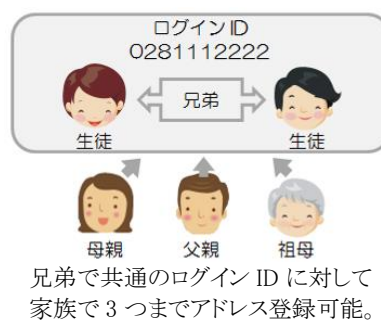 ログインID
0281112222
兄弟
生徒 生徒
母親 父親 祖母
兄弟で共通のログイン ID に対して
家族で 3 つまでアドレス登録可能。